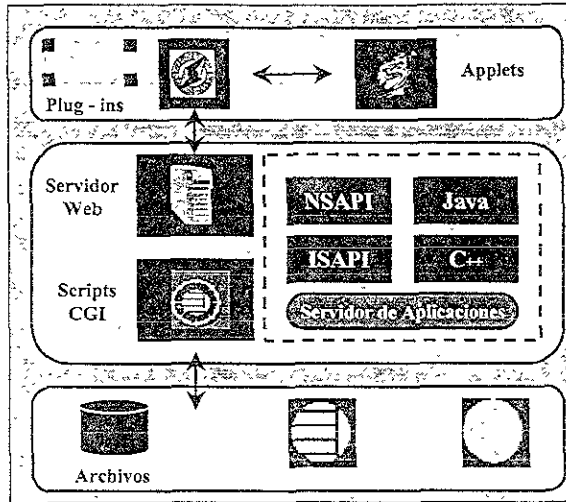 Plug - ins
Applets
Servidor
Web
NSAPI
Java
ISAPI
C++
Scripts
CGI
Servidor de Aplicaciones
Archivos